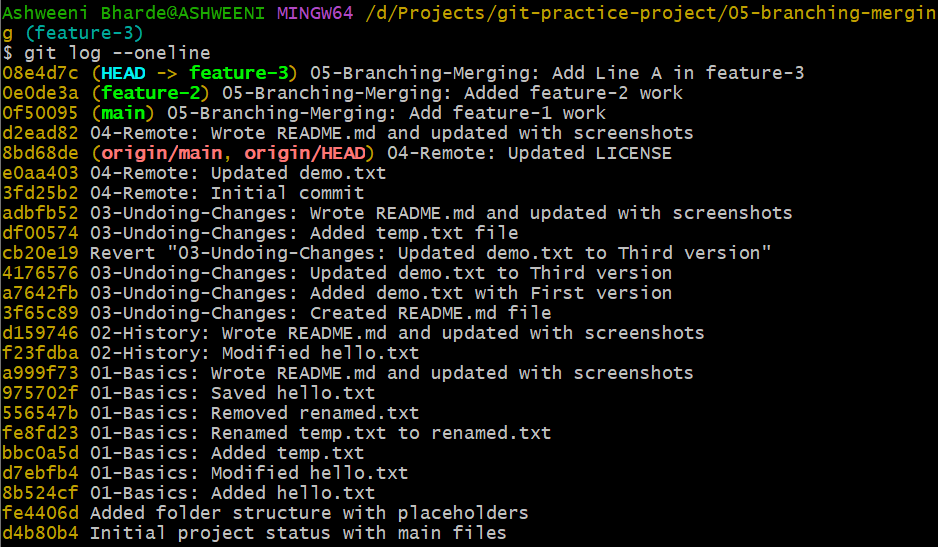 Ashweeni Bharde@ASHWEENI MINGW64 /d/Projects/git-practice-project/05-branching-mergin
g (feature-3)
$ git log --oneline
08e4d7c (HEAD -> feature-3) 05-Branching-Merging: Add Line A in feature-3
0e0de3a (feature-2) 05-Branching-Merging: Added feature-2 work
0f50095 (main) 05-Branching-Merging: Add feature-1 work
d2ead82 04-Remote: Wrote README.md and updated with screenshots
8bd68de (origin/main, origin/HEAD) 04-Remote: Updated LICENSE
e0aa403 04-Remote: Updated demo.txt
3fd25b2 04-Remote: Initial commit
adbfb52 03-Undoing-Changes: Wrote README.md and updated with screenshots
df00574 03-Undoing-Changes: Added temp.txt file
cb20e19 Revert "03-Undoing-Changes: Updated demo.txt to Third version"
4176576 03-Undoing-Changes: Updated demo.txt to Third version
a7642fb 03-Undoing-Changes: Added demo.txt with First version
3f65c89 03-Undoing-Changes: Created README.md file
d159746 02-History: Wrote README.md and updated with screenshots
f23fdba 02-History: Modified hello.txt
a999f73 01-Basics: Wrote README.md and updated with screenshots
975702f 01-Basics: Saved hello.txt
556547b 01-Basics: Removed renamed.txt
fe8fd23 01-Basics: Renamed temp.txt to renamed.txt
bbc0a5d 01-Basics: Added temp.txt
d7ebfb4 01-Basics: Modified hello.txt
8b524cf 01-Basics: Added hello.txt
fe4406d Added folder structure with placeholders
d4b80b4 Initial project status with main files